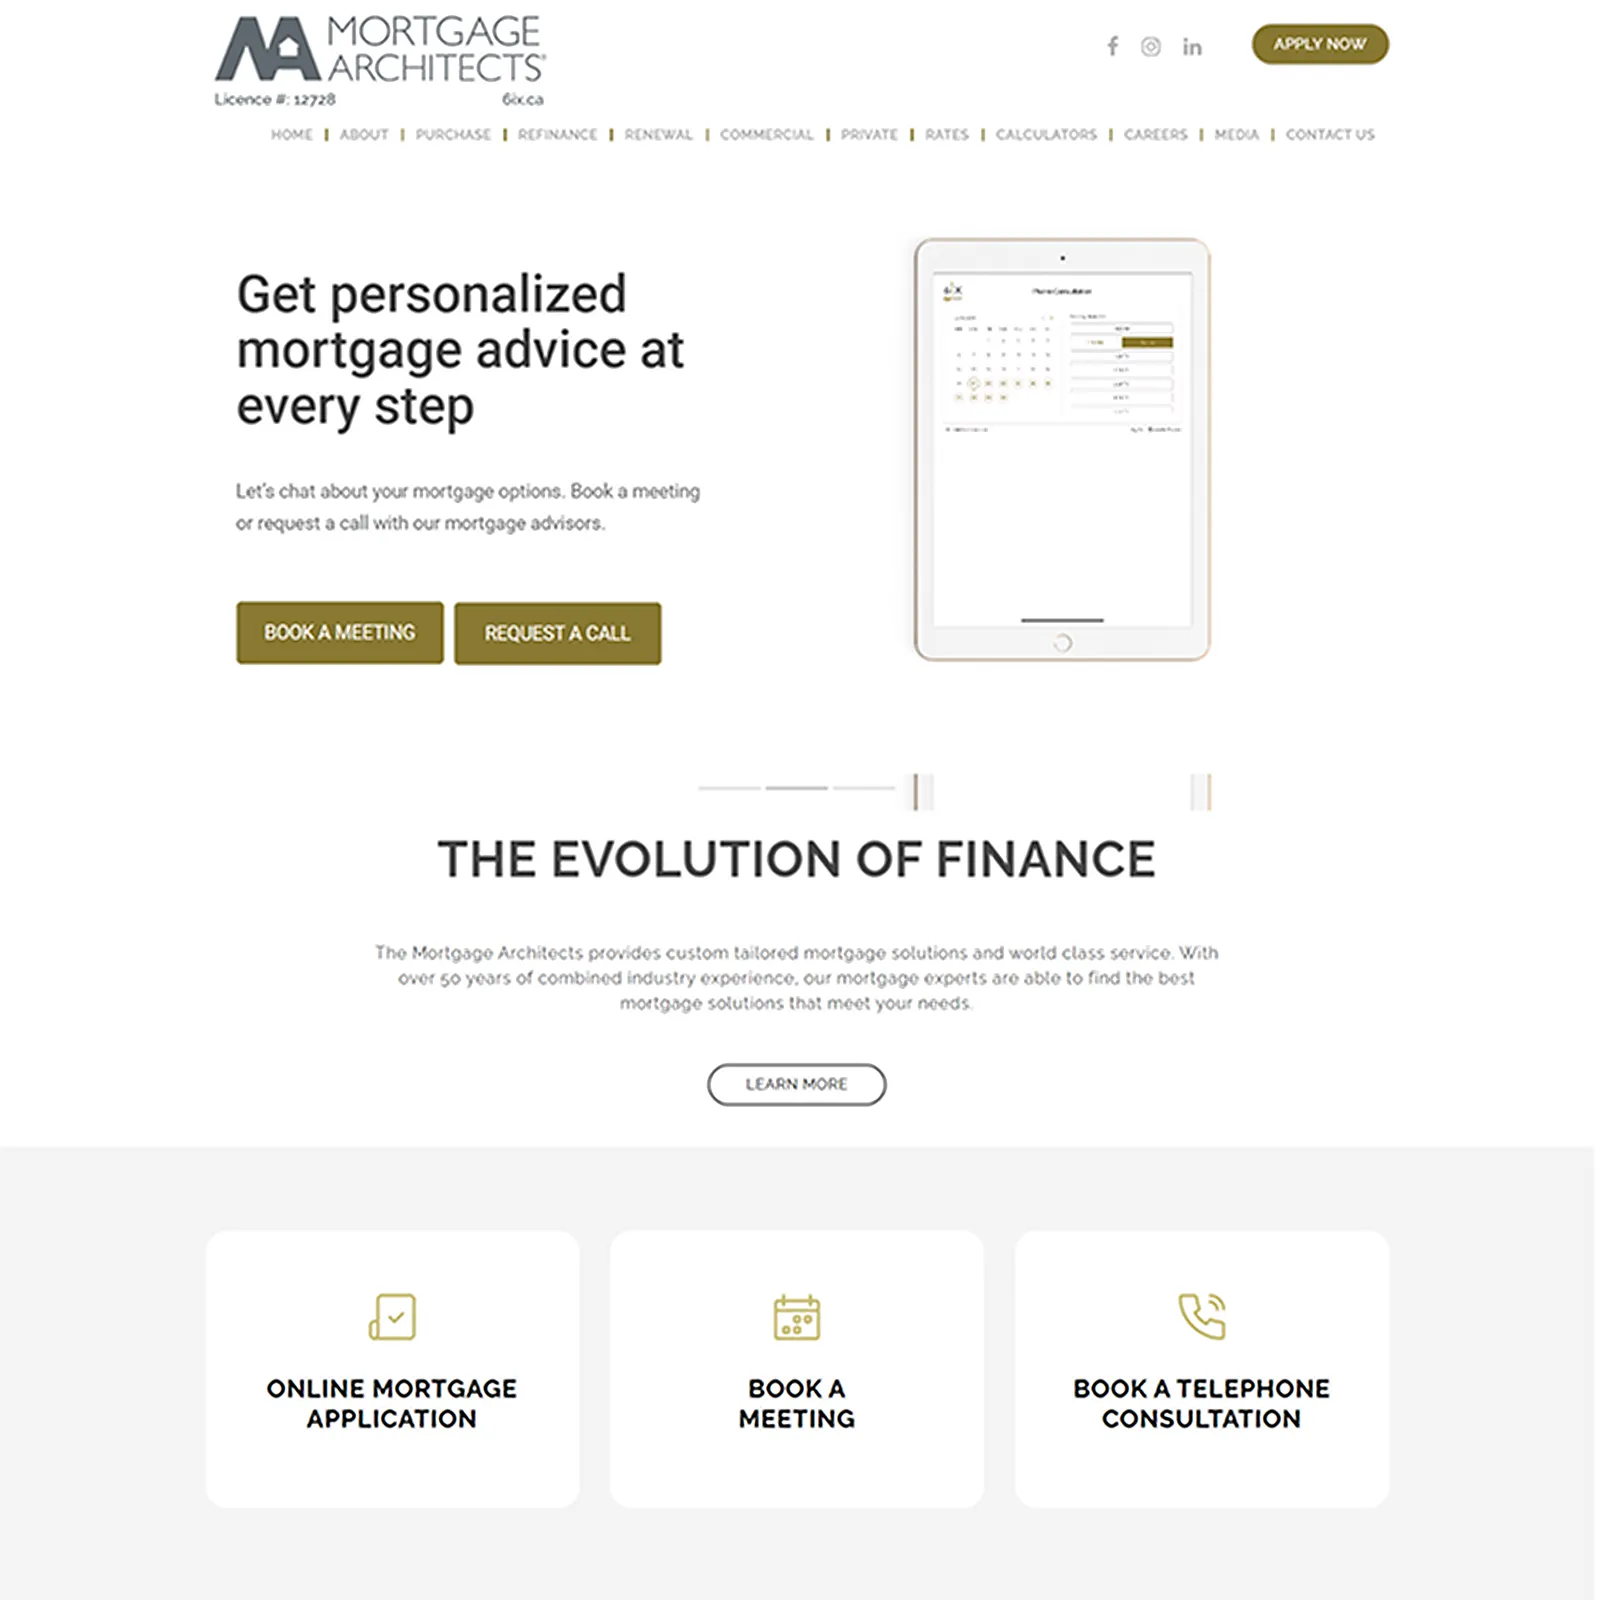 MORTGAGE
ARCHITECTS
Licence #: 12728
6ix.ca
APPLY NOW
HOME | ABOUT | PURCHASE | REFINANCE | RENEWAL | COMMERCIAL | PRIVATE | RATES | CALCULATORS | CAREERS | MEDIA | CONTACT US
Get personalized
mortgage advice at
every step
Let's chat about your mortgage options. Book a meeting
or request a call with our mortgage advisors.
BOOK A MEETING
REQUEST A CALL
THE EVOLUTION OF FINANCE
The Mortgage Architects provides custom tailored mortgage solutions and world class service. With
over 50 years of combined industry experience, our mortgage experts are able to find the best
mortgage solutions that meet your needs.
LEARN MORE
ONLINE MORTGAGE
APPLICATION
BOOK A
MEETING
BOOK A TELEPHONE
CONSULTATION